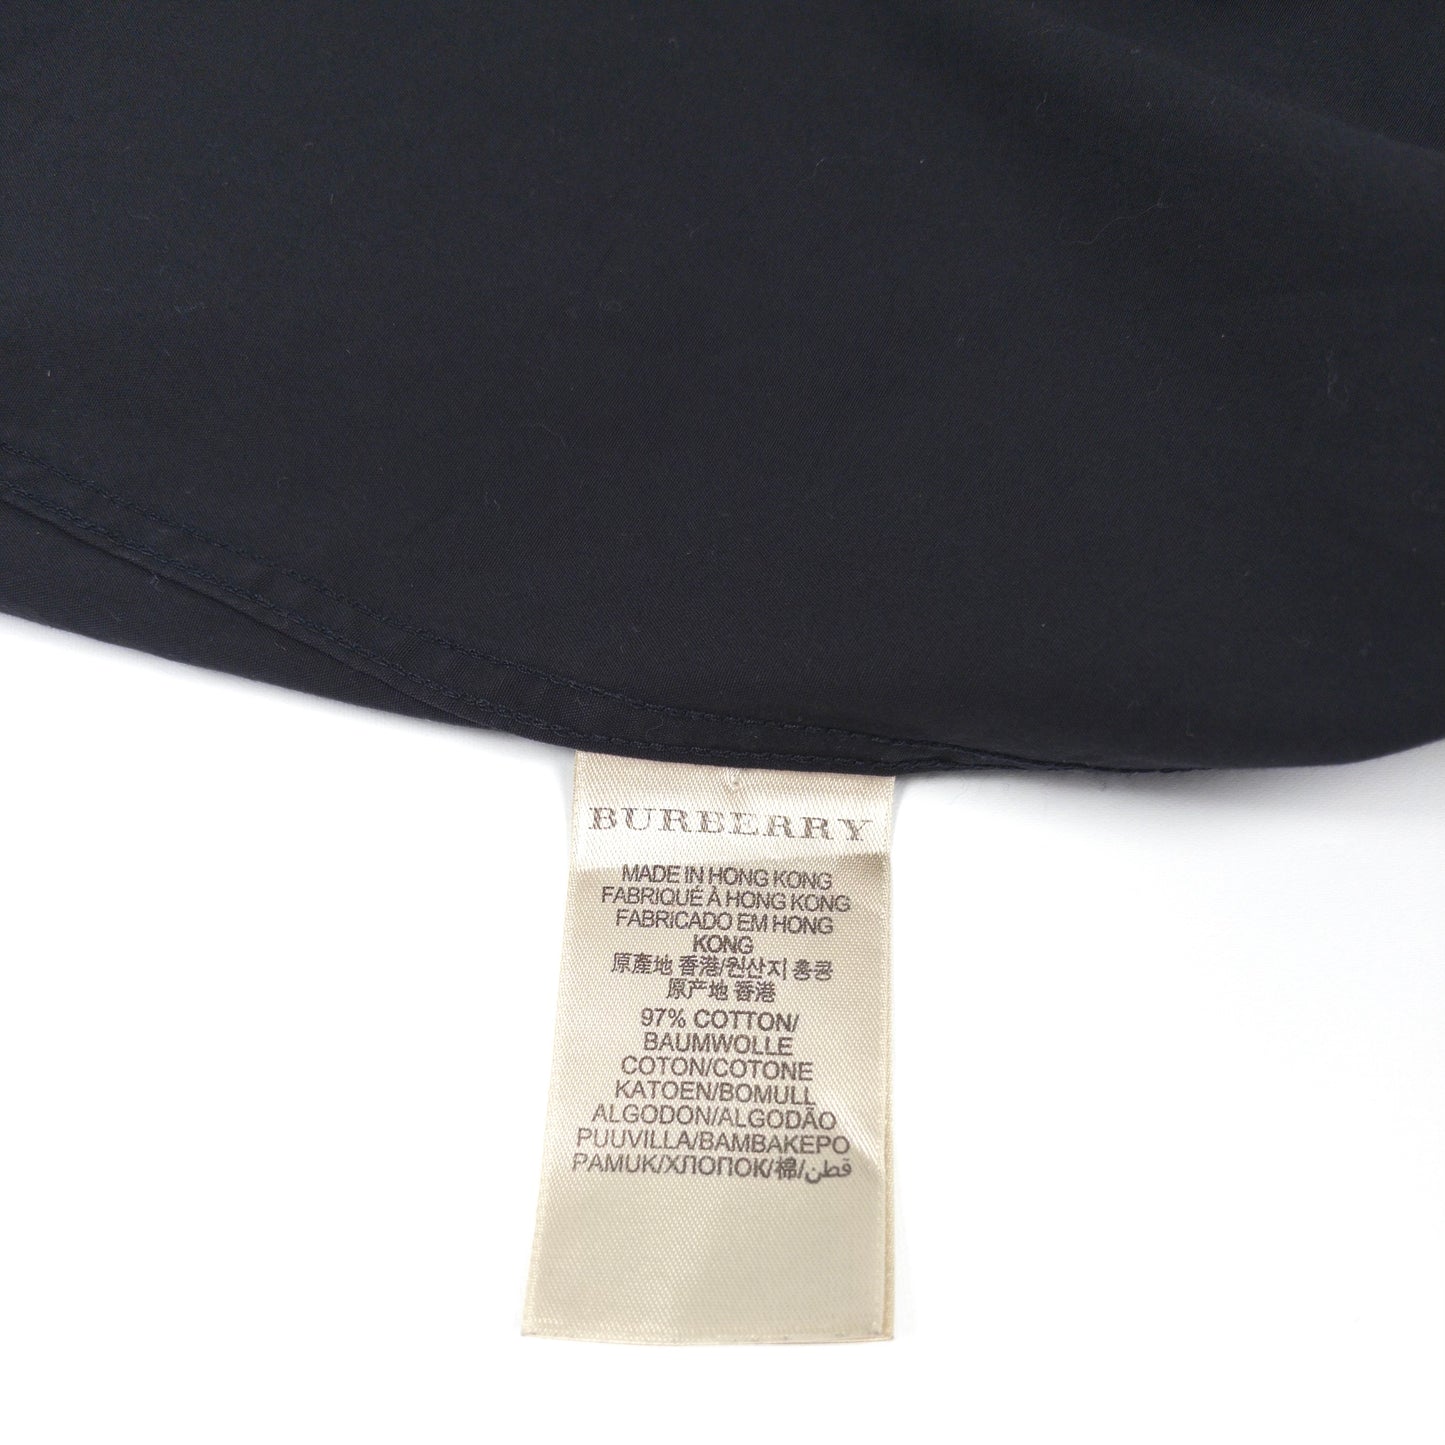 BURBERRY
MADE IN HONG KONG
FABRIQUÉ À HONG KONG
FABRICADO EM HONG
KONG
原產地 香港/원산지 홍콩
原产地 香港
97% COTTON/
BAUMWOLLE
COTON/COTONE
KATOEN/BOMULL
ALGODON/ALGODÃO
PUUVILLA/BAMBAKEPO
PAMUK/ХЛОПОК/棉/قطن